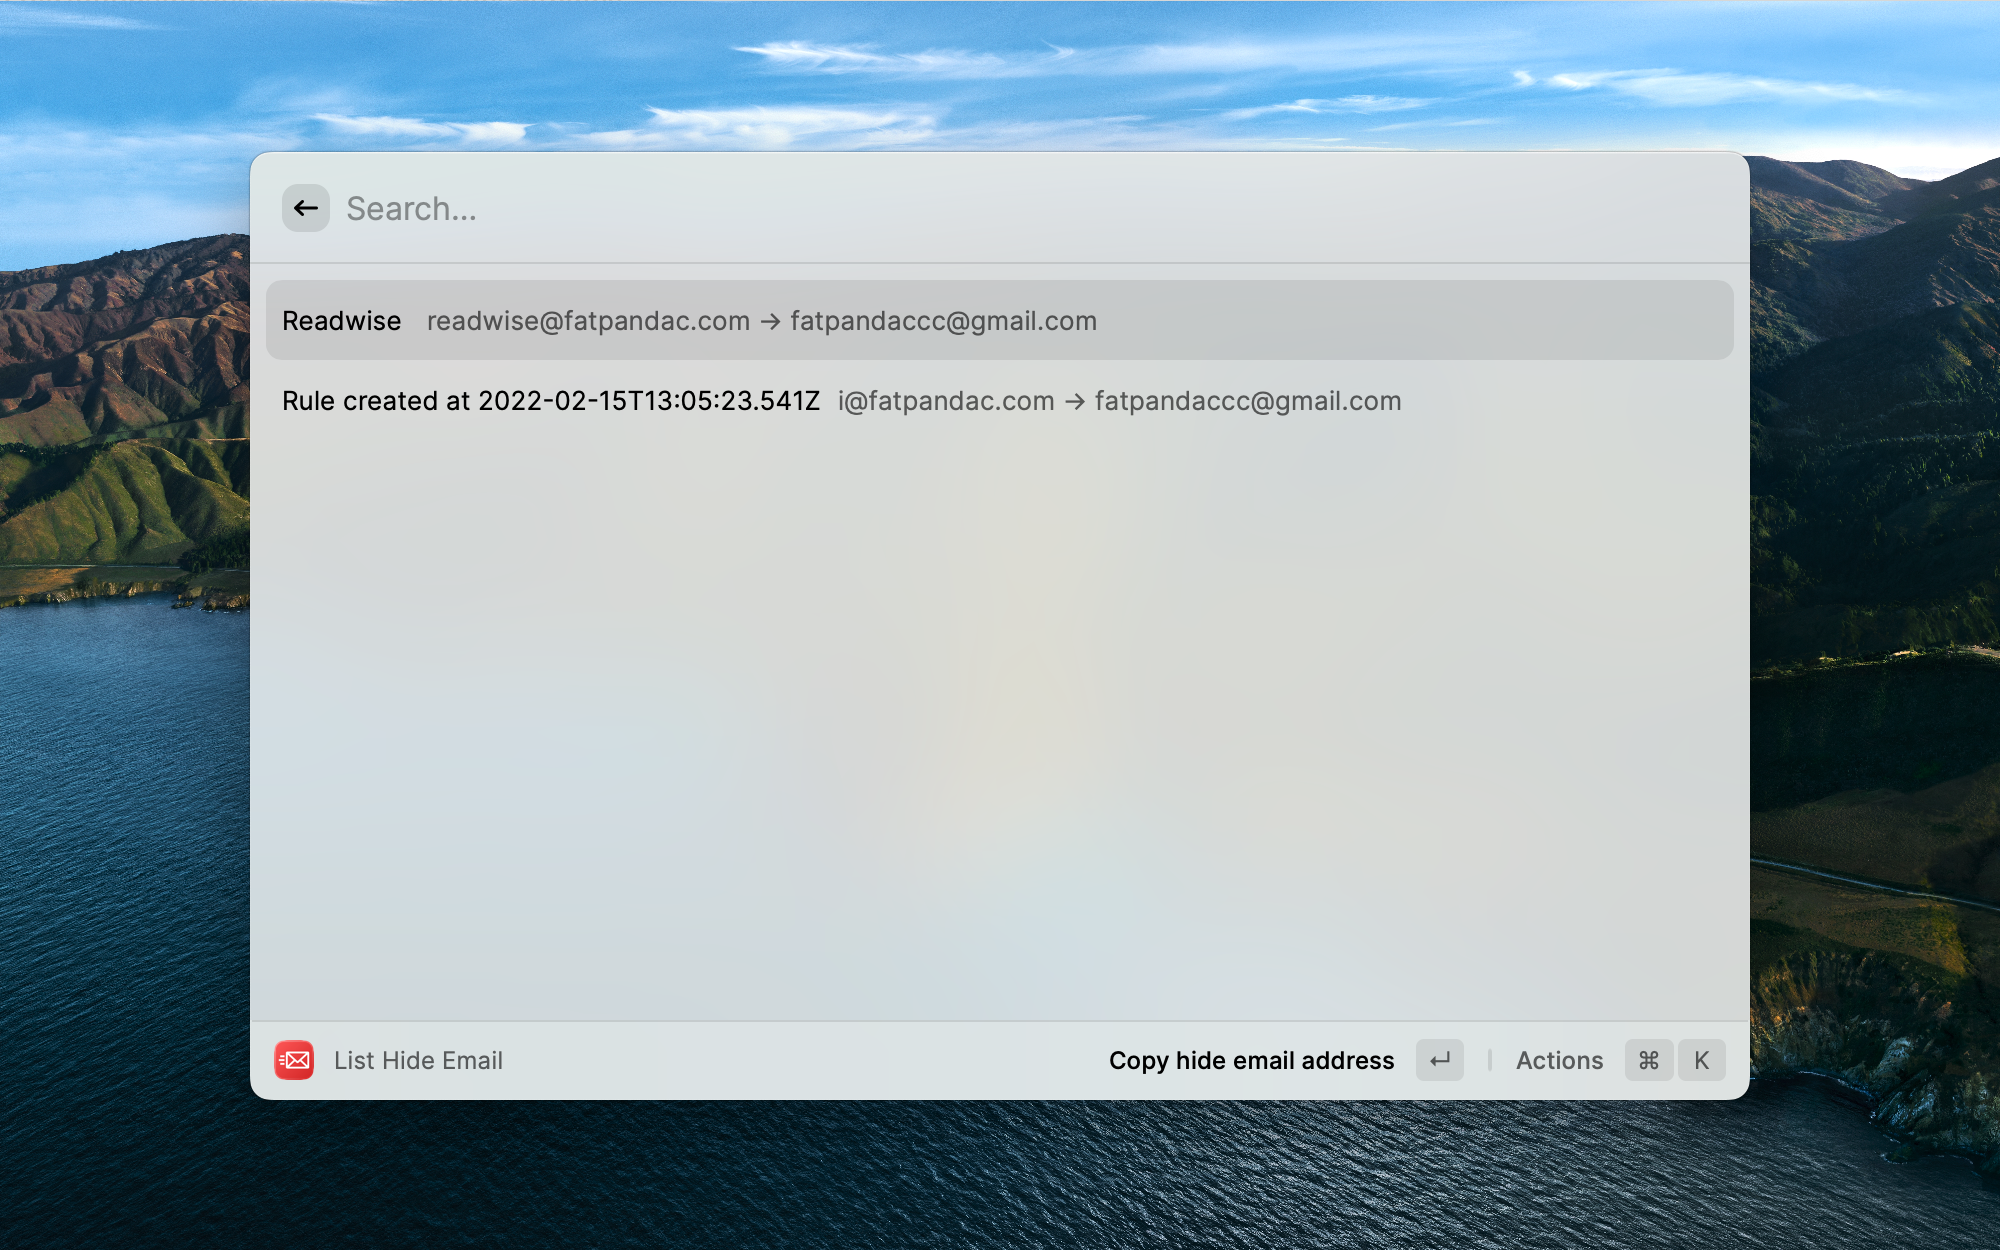 Search...
Readwise readwise@fatpandac.com → fatpandaccc@gmail.com
Rule created at 2022-02-15T13:05:23.541Z i@fatpandac.com → fatpandaccc@gmail.com
List Hide Email Copy hide email address ↵ Actions ⌘ K